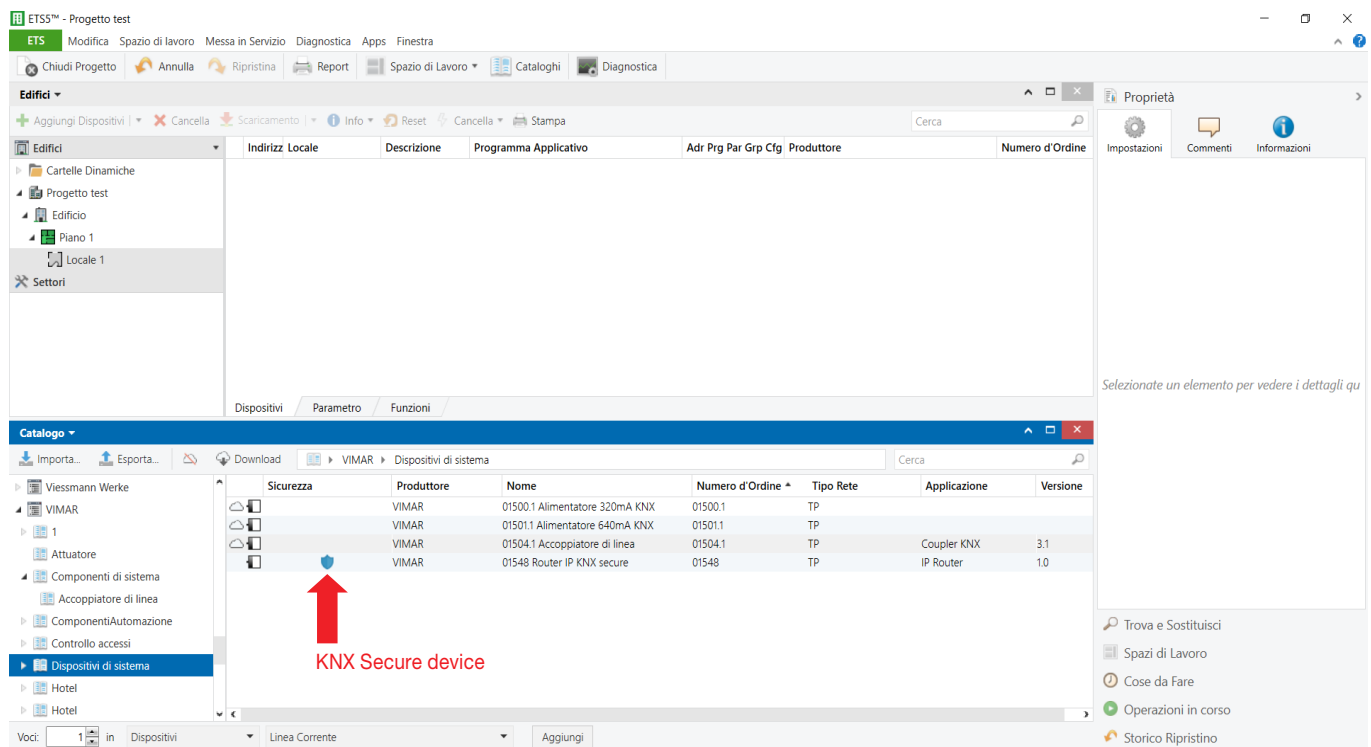 ETS5™ - Progetto test
ETS Modifica Spazio di lavoro Messa in Servizio Diagnostica Apps Finestra
Chiudi Progetto Annulla Ripristina Report Spazio di Lavoro Cataloghi Diagnostica
Edifici
Aggiungi Dispositivi Cancella Scaricamento Info Reset Cancella Stampa Cerca
Edifici
Indirizz Locale Descrizione Programma Applicativo Adr Prg Par Grp Cfg Produttore Numero d'Ordine
Cartelle Dinamiche
Progetto test
Edificio
Piano 1
Locale 1
Settori
Dispositivi Parametro Funzioni
Proprietà
Impostazioni Commenti Informazioni
Selezionate un elemento per vedere i dettagli qu
Catalogo
Importa... Esporta... Download VIMAR Dispositivi di sistema Cerca
Viessmann Werke
VIMAR
1
Attuatore
Componenti di sistema
Accoppiatore di linea
ComponentiAutomazione
Controllo accessi
Dispositivi di sistema
Hotel
Hotel
Sicurezza Produttore Nome Numero d'Ordine Tipo Rete Applicazione Versione
VIMAR 01500.1 Alimentatore 320mA KNX 01500.1 TP
VIMAR 01501.1 Alimentatore 640mA KNX 01501.1 TP
VIMAR 01504.1 Accoppiatore di linea 01504.1 TP Coupler KNX 3.1
VIMAR 01548 Router IP KNX secure 01548 TP IP Router 1.0
KNX Secure device
Voci: 1 in Dispositivi Linea Corrente Aggiungi
Trova e Sostituisci
Spazi di Lavoro
Cose da Fare
Operazioni in corso
Storico Ripristino